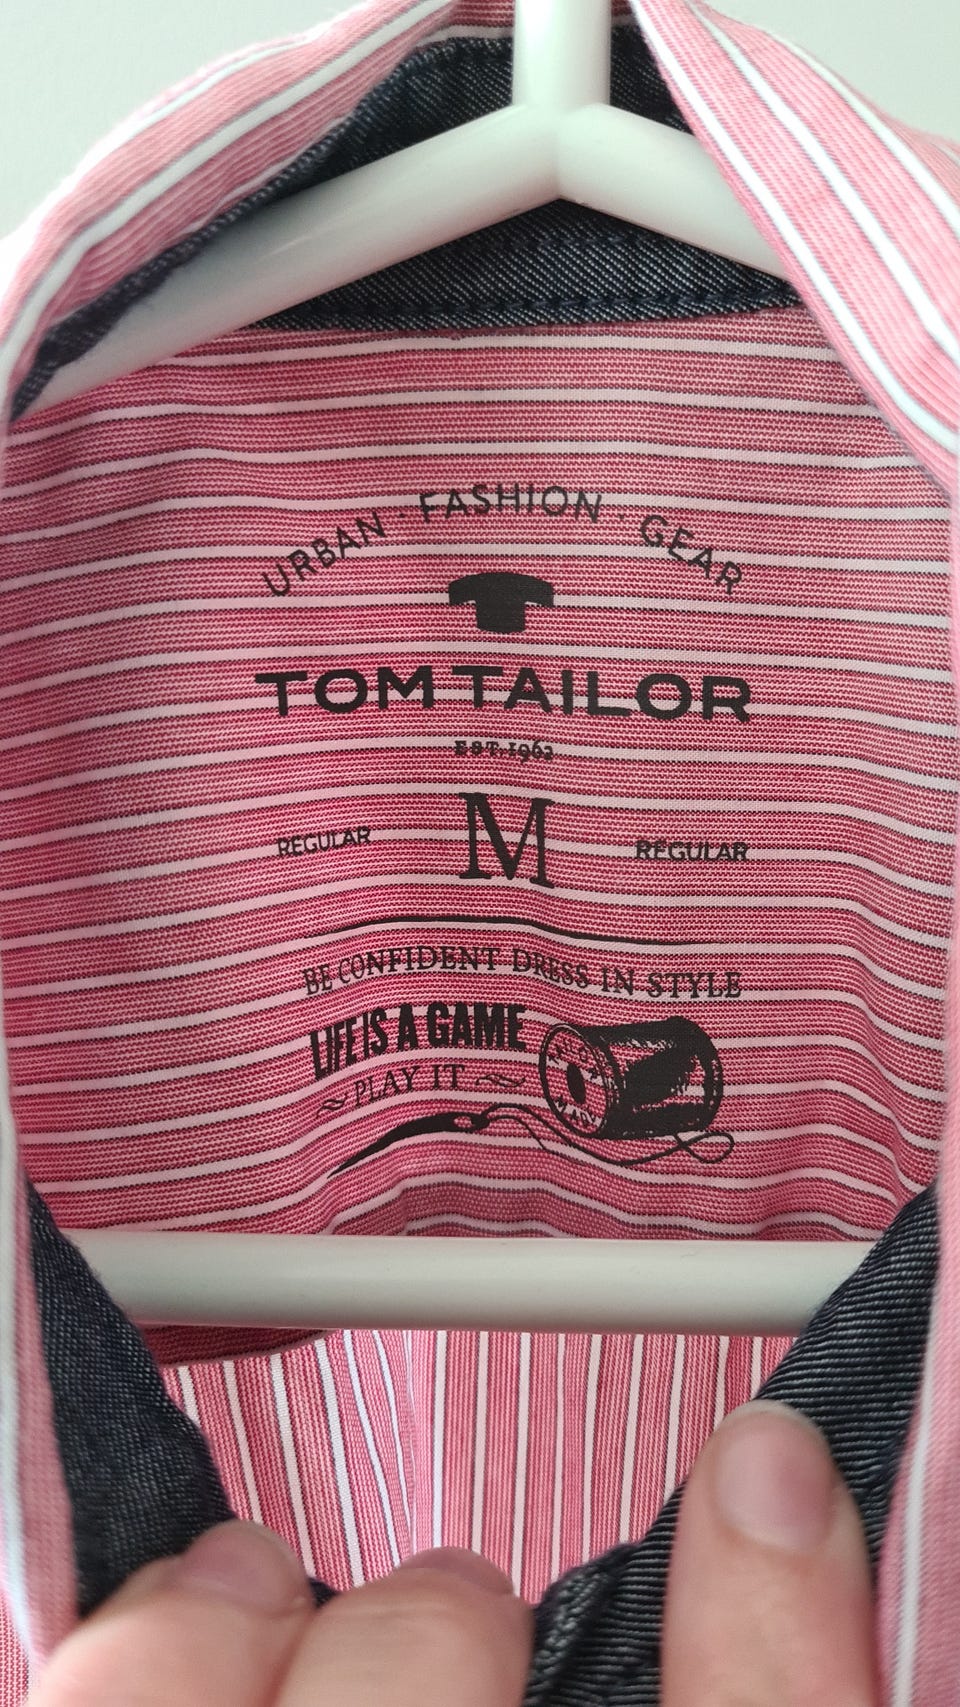 URBAN · FASHION · GEAR
TOM TAILOR
EST. 1962
REGULAR M REGULAR
BE CONFIDENT DRESS IN STYLE
LIFE IS A GAME
~ PLAY IT ~